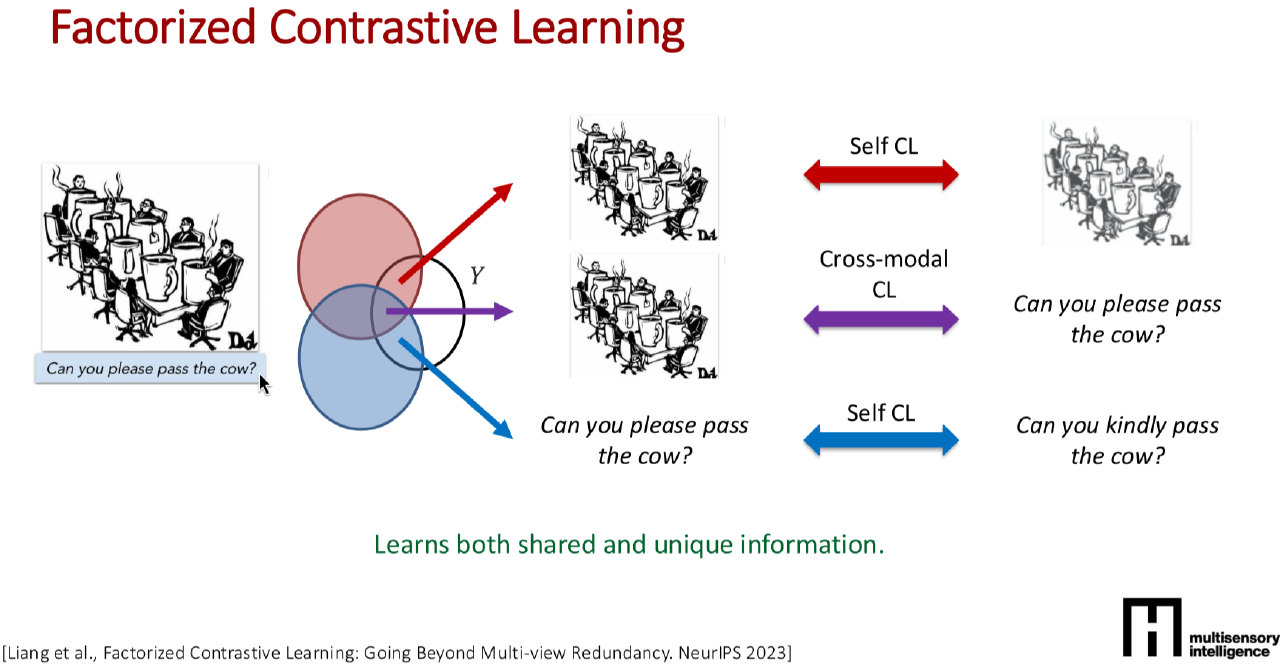 Factorized Contrastive Learning
Can you please pass the cow?
Y
Self CL
Cross-modal
CL
Can you please pass
the cow?
Can you please pass
the cow?
Self CL
Can you kindly pass
the cow?
Learns both shared and unique information.
[Liang et al., Factorized Contrastive Learning: Going Beyond Multi-view Redundancy. NeurIPS 2023]
multisensory
intelligence